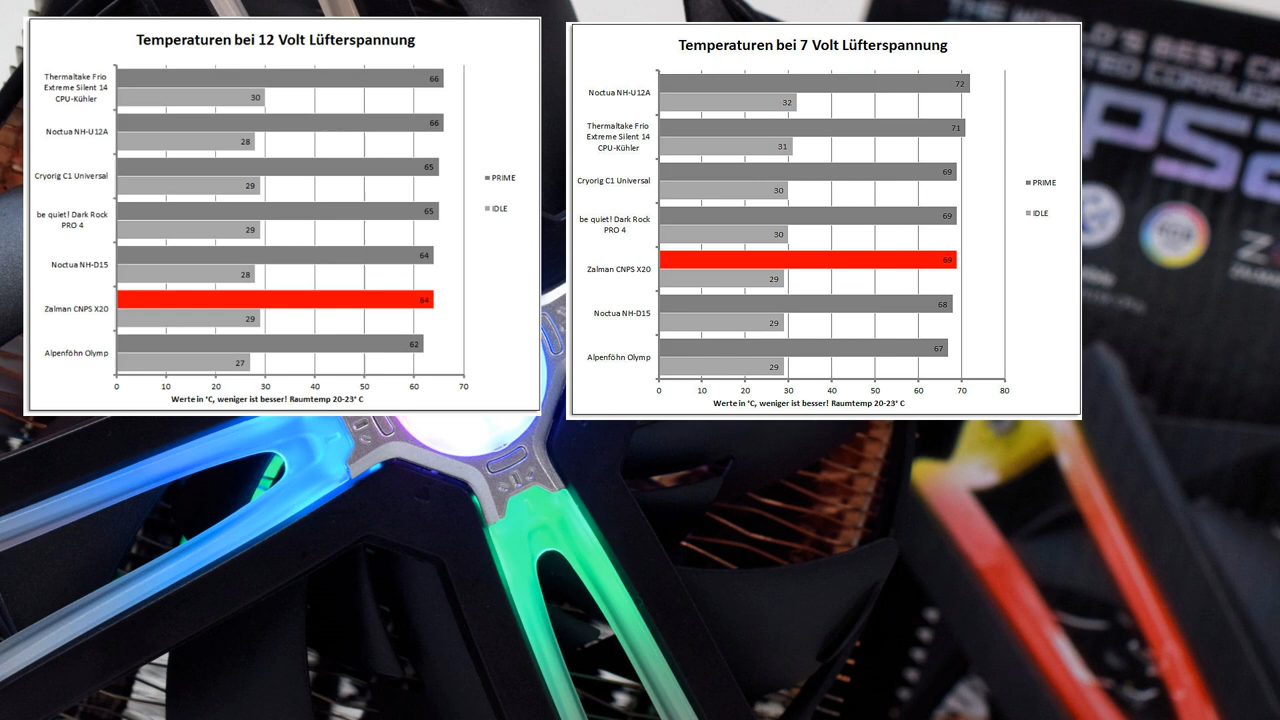 Temperaturen bei 12 Volt Lüfterspannung
Thermaltake Frio
Extreme Silent 14
CPU-Kühler
66
30
Noctua NH-U12A
66
28
Cryorig C1 Universal
65
29
be quiet! Dark Rock
PRO 4
65
29
Noctua NH-D15
64
28
Zalman CNPS X20
64
29
Alpenföhn Olymp
62
27
0 10 20 30 40 50 60 70
Werte in °C, weniger ist besser! Raumtemp 20-23° C
PRIME
IDLE
Temperaturen bei 7 Volt Lüfterspannung
Noctua NH-U12A
72
32
Thermaltake Frio
Extreme Silent 14
CPU-Kühler
71
31
Cryorig C1 Universal
69
30
be quiet! Dark Rock
PRO 4
69
30
Zalman CNPS X20
69
29
Noctua NH-D15
68
29
Alpenföhn Olymp
67
29
0 10 20 30 40 50 60 70 80
Werte in °C, weniger ist besser! Raumtemp 20-23° C
PRIME
IDLE
THE WORLD'S BEST